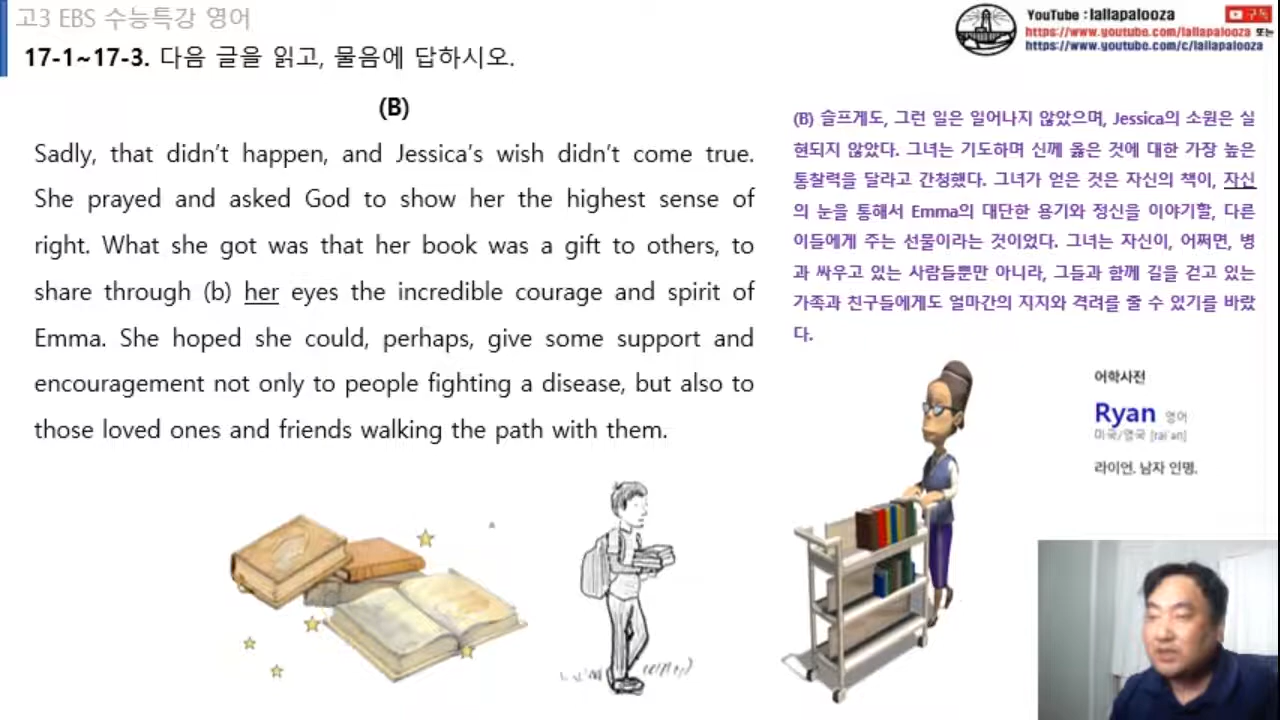 고3 EBS 수능특강 영어
17-1~17-3. 다음 글을 읽고, 물음에 답하시오.
YouTube : lallapalooza
구독
https://www.youtube.com/lallapalooza 또는
https://www.youtube.com/c/lallapalooza
(B)
Sadly, that didn’t happen, and Jessica’s wish didn’t come true.
She prayed and asked God to show her the highest sense of
right. What she got was that her book was a gift to others, to
share through (b) her eyes the incredible courage and spirit of
Emma. She hoped she could, perhaps, give some support and
encouragement not only to people fighting a disease, but also to
those loved ones and friends walking the path with them.
(B) 슬프게도, 그런 일은 일어나지 않았으며, Jessica의 소원은 실
현되지 않았다. 그녀는 기도하며 신께 옳은 것에 대한 가장 높은
통찰력을 달라고 간청했다. 그녀가 얻은 것은 자신의 책이, 자신
의 눈을 통해서 Emma의 대단한 용기와 정신을 이야기할, 다른
이들에게 주는 선물이라는 것이었다. 그녀는 자신이, 어쩌면, 병
과 싸우고 있는 사람들뿐만 아니라, 그들과 함께 길을 걷고 있는
가족과 친구들에게도 얼마간의 지지와 격려를 줄 수 있기를 바랐
다.
어학사전
Ryan 영어
미국/영국 [raiˈən]
라이언. 남자 인명.